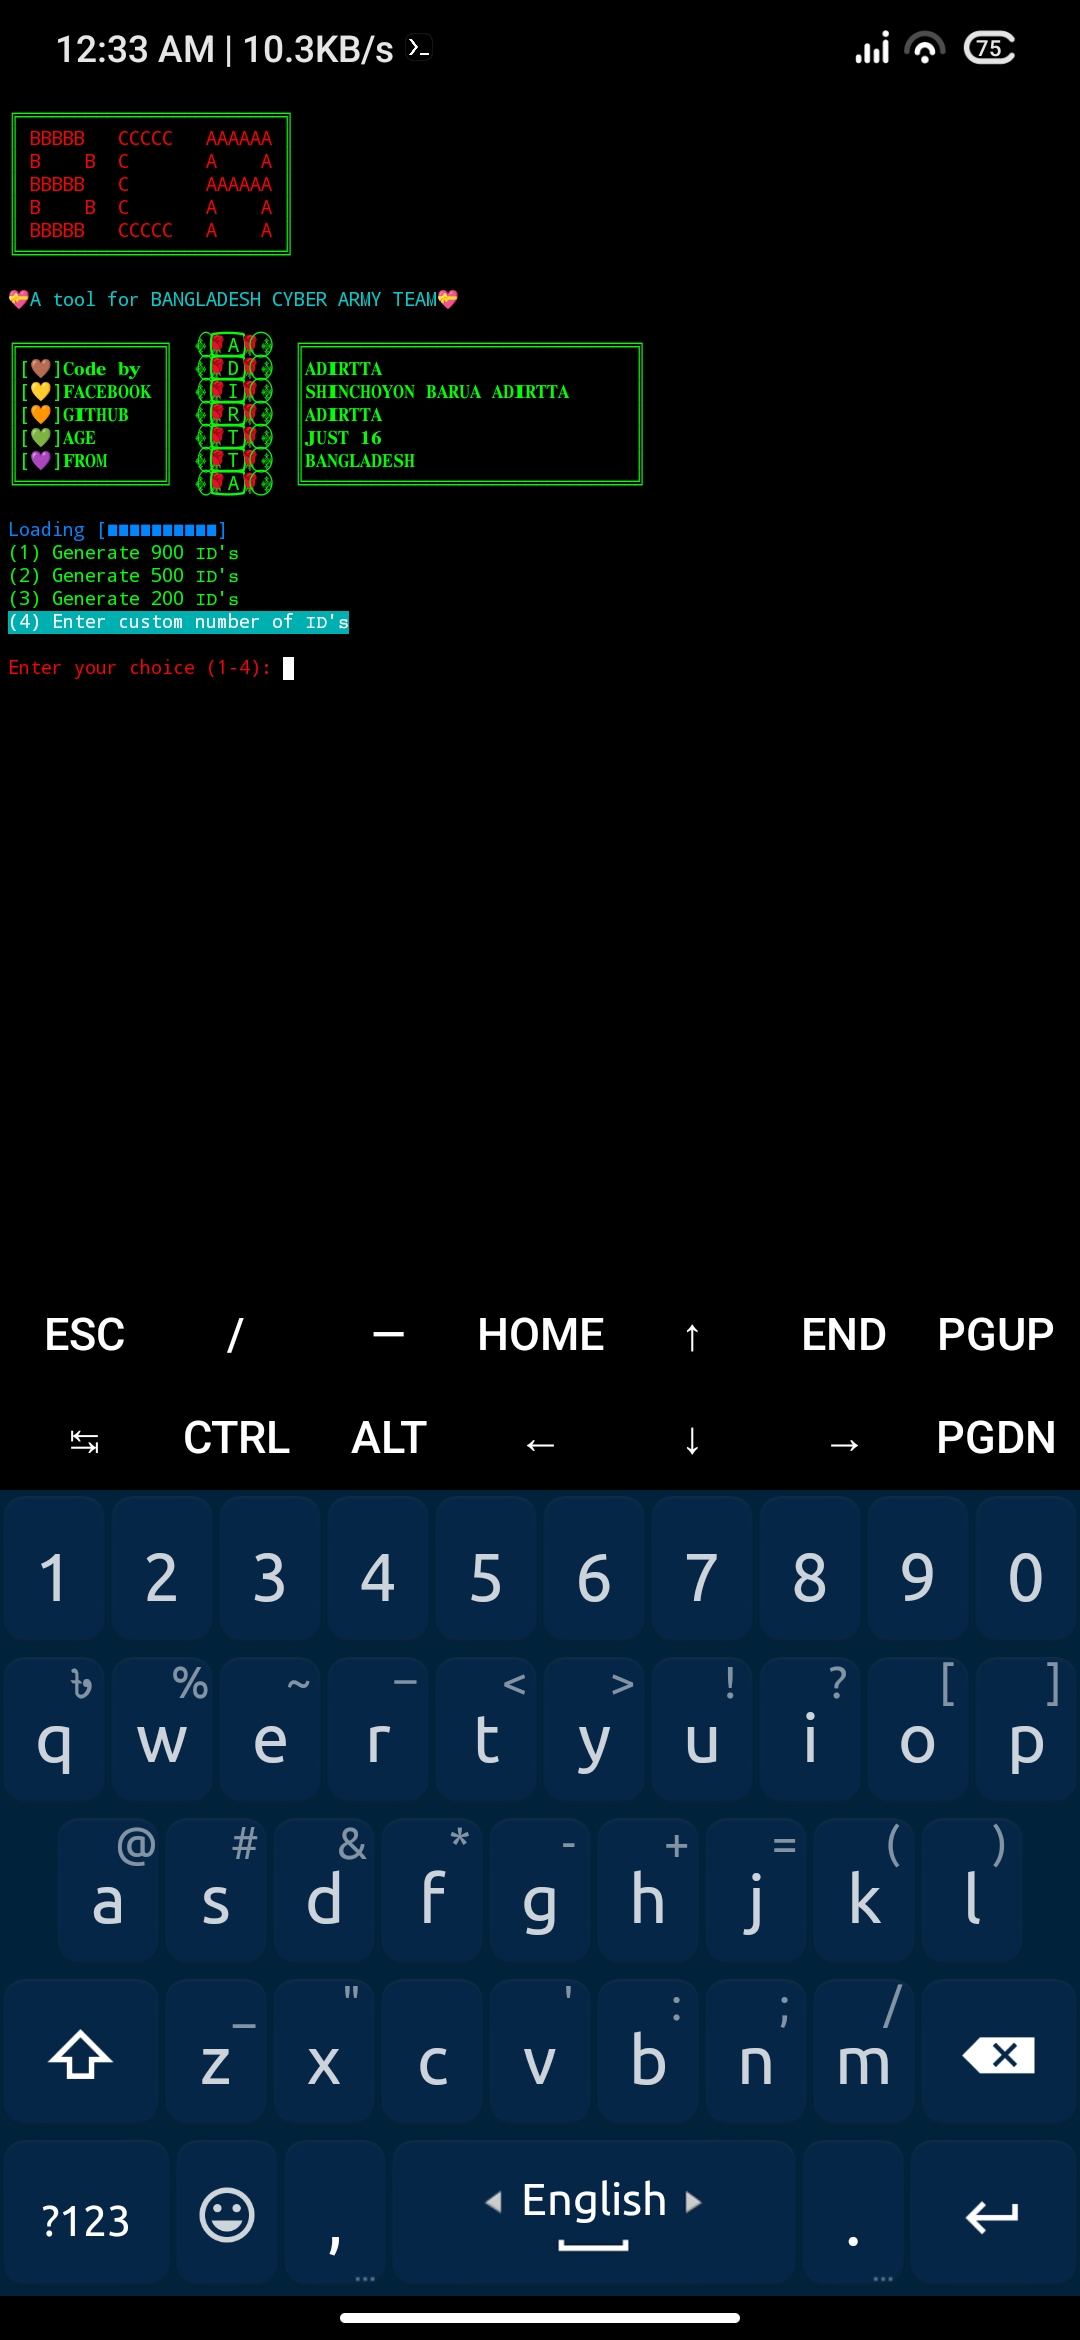 12:33 AM | 10.3KB/s
75
BBBBB   CCCCC   AAAAAA
B    B  C       A    A
BBBBB   C       AAAAAA
B    B  C       A    A
BBBBB   CCCCC   A    A
💝A tool for BANGLADESH CYBER ARMY TEAM💝
[🤎]Code by A ADIRTTA
[💛]FACEBOOK D SHINCHOYON BARUA ADIRTTA
[🧡]GITHUB I ADIRTTA
[💚]AGE R JUST 16
[💜]FROM T BANGLADESH
T
A
Loading [■■■■■■■■■■]
(1) Generate 900 ID's
(2) Generate 500 ID's
(3) Generate 200 ID's
(4) Enter custom number of ID's
Enter your choice (1-4):
ESC / — HOME ↑ END PGUP
↹ CTRL ALT ← ↓ → PGDN
1 2 3 4 5 6 7 8 9 0
৳ % ~ – < > ! ? [ ]
q w e r t y u i o p
@ # & * - + = ( )
a s d f g h j k l
_ " ' : ; /
z x c v b n m
?123 , English .